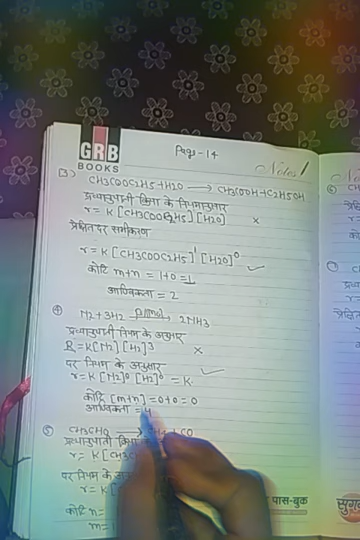 GRB
BOOKS
Page-14
Notes
(3)
CH3COOC2H5+H2O → CH3COOH+C2H5OH
द्रव्यानुपाती क्रिया के नियमानुसार
r = K [CH3COOC2H5] [H2O] ×
प्रेक्षित दर समीकरण
r = K [CH3COOC2H5]¹ [H2O]⁰ ✓
कोटि m+n = 1+0 = 1
आण्विकता = 2
(4)
N2 + 3H2 → 2NH3
द्रव्यानुपाती नियम के अनुसार
R = K[N2] [H2]³ ×
दर नियम के अनुसार ✓
r = K [N2]⁰ [H2]⁰ = K.
कोटि [m+n] = 0+0 = 0
आण्विकता = 4
(5) CH3CHO → CO
द्रव्यानुपाती क्रिया
r = K [CH3
दर नियम के
r = K [
कोटि n =
m =
पास-बुक